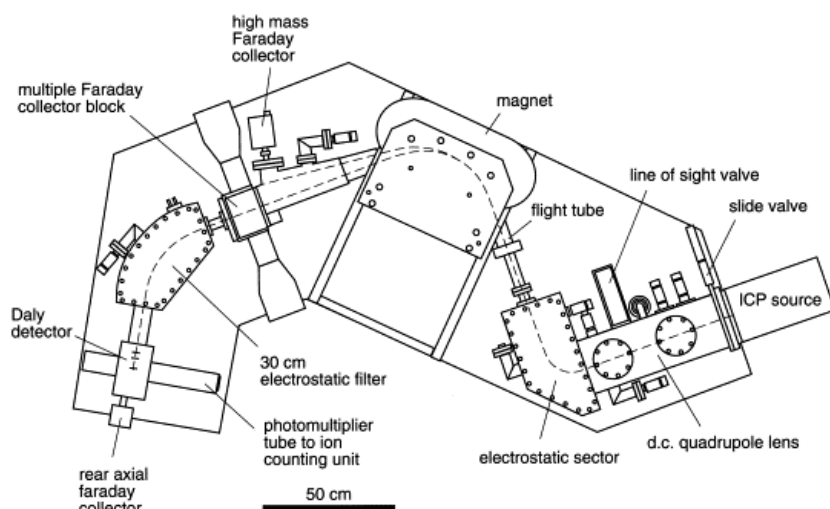 high mass
Faraday
collector
multiple Faraday
collector block
magnet
line of sight valve
slide valve
flight tube
ICP source
Daly
detector
30 cm
electrostatic filter
photomultiplier
tube to ion
counting unit
electrostatic sector
d.c. quadrupole lens
rear axial
faraday
collector
50 cm